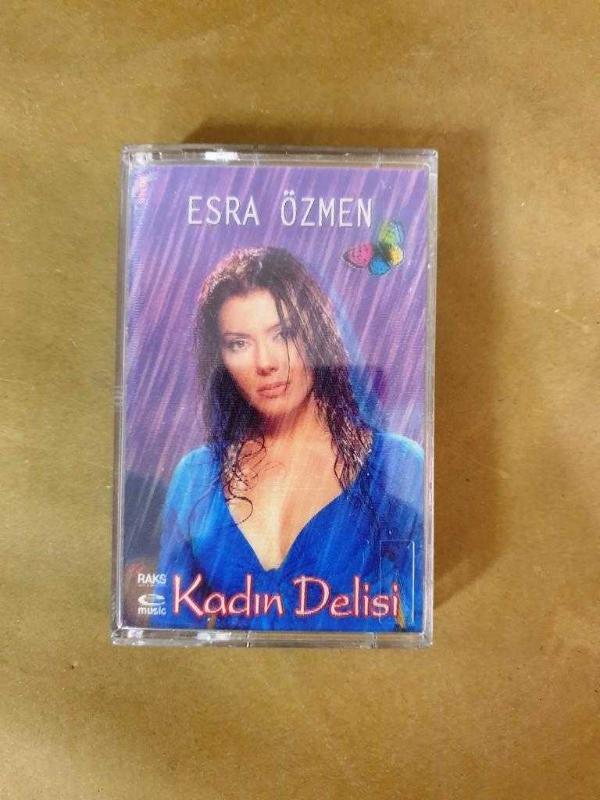 ESRA ÖZMEN
RAKS
music
Kadın Delisi